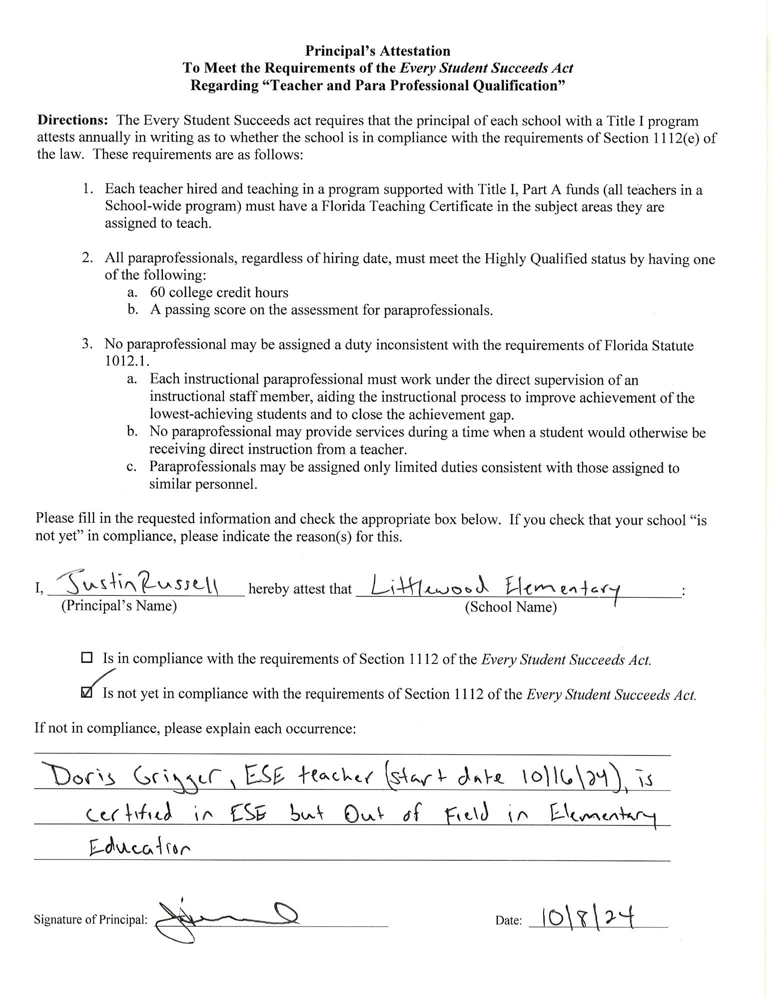 Principal's Attestation
To Meet the Requirements of the Every Student Succeeds Act
Regarding “Teacher and Para Professional Qualification”
Directions: The Every Student Succeeds act requires that the principal of each school with a Title I program
attests annually in writing as to whether the school is in compliance with the requirements of Section 1112(e) of
the law. These requirements are as follows:
1. Each teacher hired and teaching in a program supported with Title I, Part A funds (all teachers in a
School-wide program) must have a Florida Teaching Certificate in the subject areas they are
assigned to teach.
2. All paraprofessionals, regardless of hiring date, must meet the Highly Qualified status by having one
of the following:
a. 60 college credit hours
b. A passing score on the assessment for paraprofessionals.
3. No paraprofessional may be assigned a duty inconsistent with the requirements of Florida Statute
1012.1.
a. Each instructional paraprofessional must work under the direct supervision of an
instructional staff member, aiding the instructional process to improve achievement of the
lowest-achieving students and to close the achievement gap.
b. No paraprofessional may provide services during a time when a student would otherwise be
receiving direct instruction from a teacher.
c. Paraprofessionals may be assigned only limited duties consistent with those assigned to
similar personnel.
Please fill in the requested information and check the appropriate box below. If you check that your school “is
not yet” in compliance, please indicate the reason(s) for this.
I, Justin Russell hereby attest that Littlewood Elementary :
(Principal's Name) (School Name)
☐ Is in compliance with the requirements of Section 1112 of the Every Student Succeeds Act.
☑ Is not yet in compliance with the requirements of Section 1112 of the Every Student Succeeds Act.
If not in compliance, please explain each occurrence:
Doris Grigger, ESE teacher (start date 10/16/24), is
certified in ESE but Out of Field in Elementary
Education
Signature of Principal: Date: 10/8/24